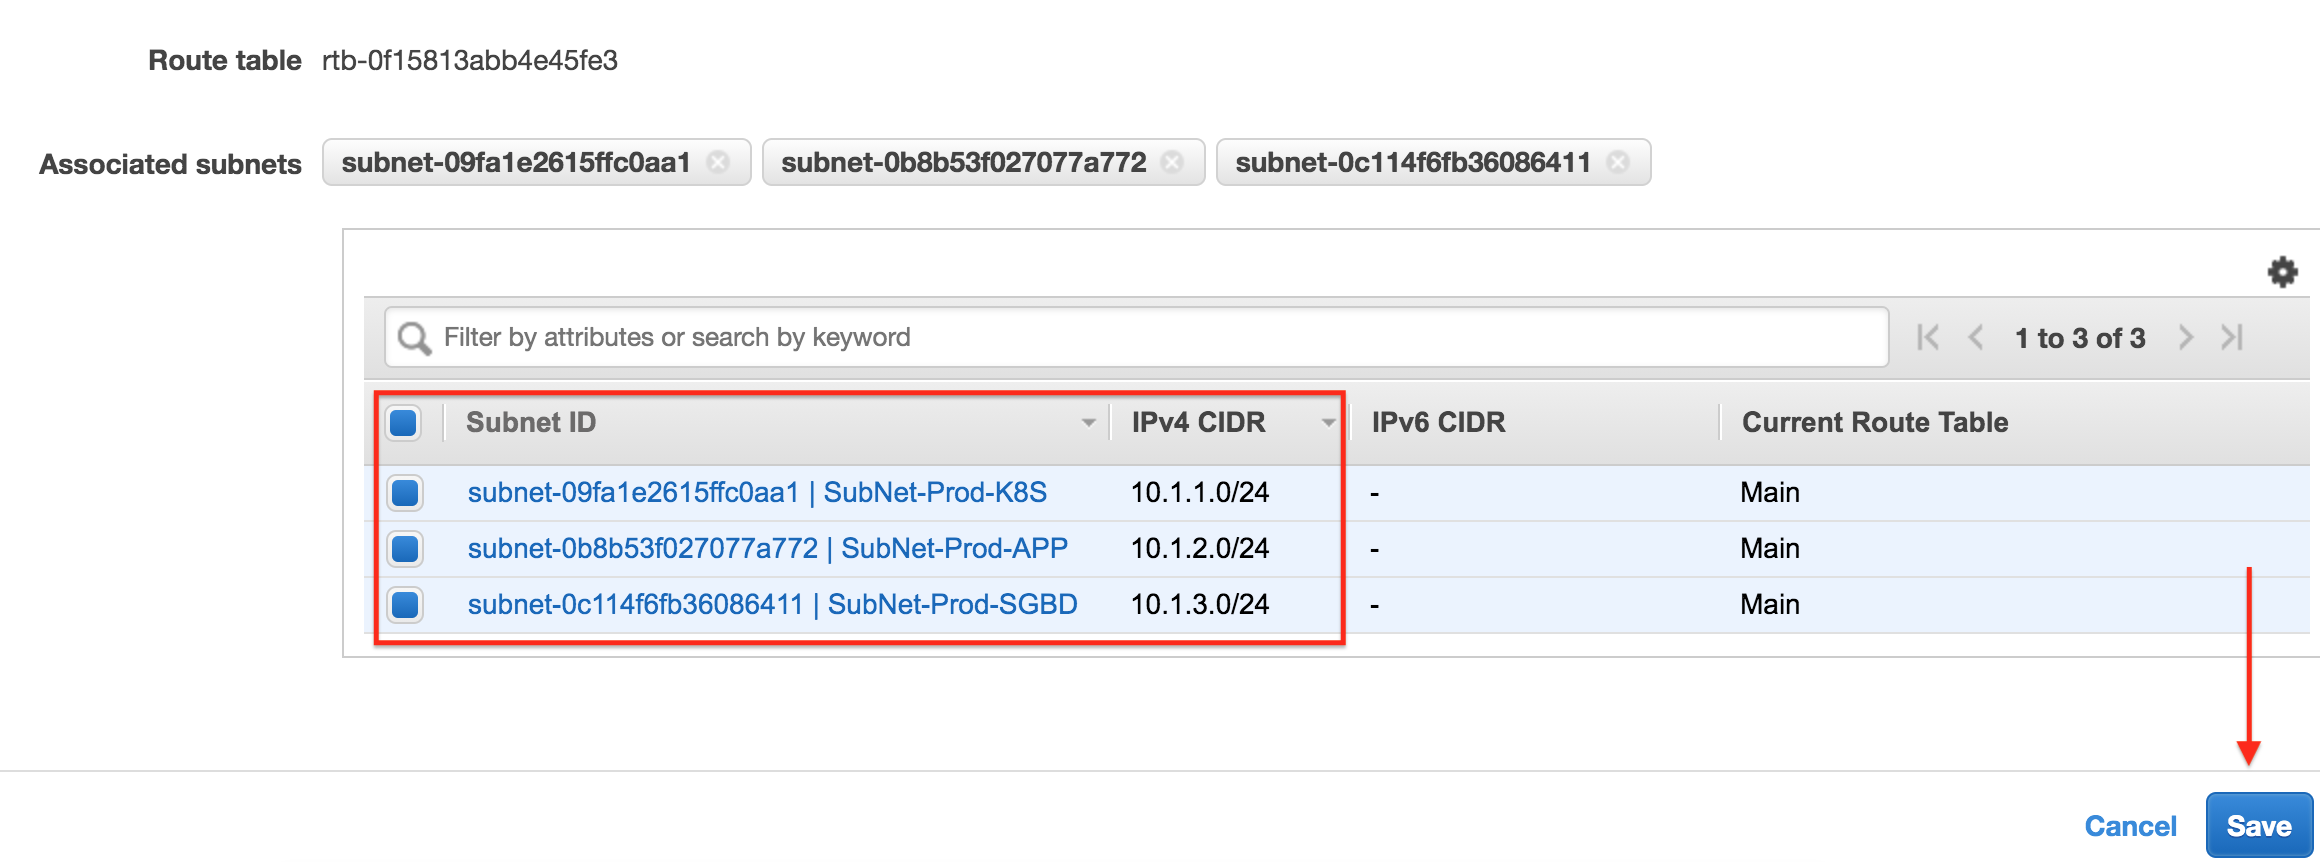 Route table rtb-0f15813abb4e45fe3
Associated subnets subnet-09fa1e2615ffc0aa1 subnet-0b8b53f027077a772 subnet-0c114f6fb36086411
Filter by attributes or search by keyword 1 to 3 of 3
Subnet ID IPv4 CIDR IPv6 CIDR Current Route Table
subnet-09fa1e2615ffc0aa1 | SubNet-Prod-K8S 10.1.1.0/24 - Main
subnet-0b8b53f027077a772 | SubNet-Prod-APP 10.1.2.0/24 - Main
subnet-0c114f6fb36086411 | SubNet-Prod-SGBD 10.1.3.0/24 - Main
Cancel Save